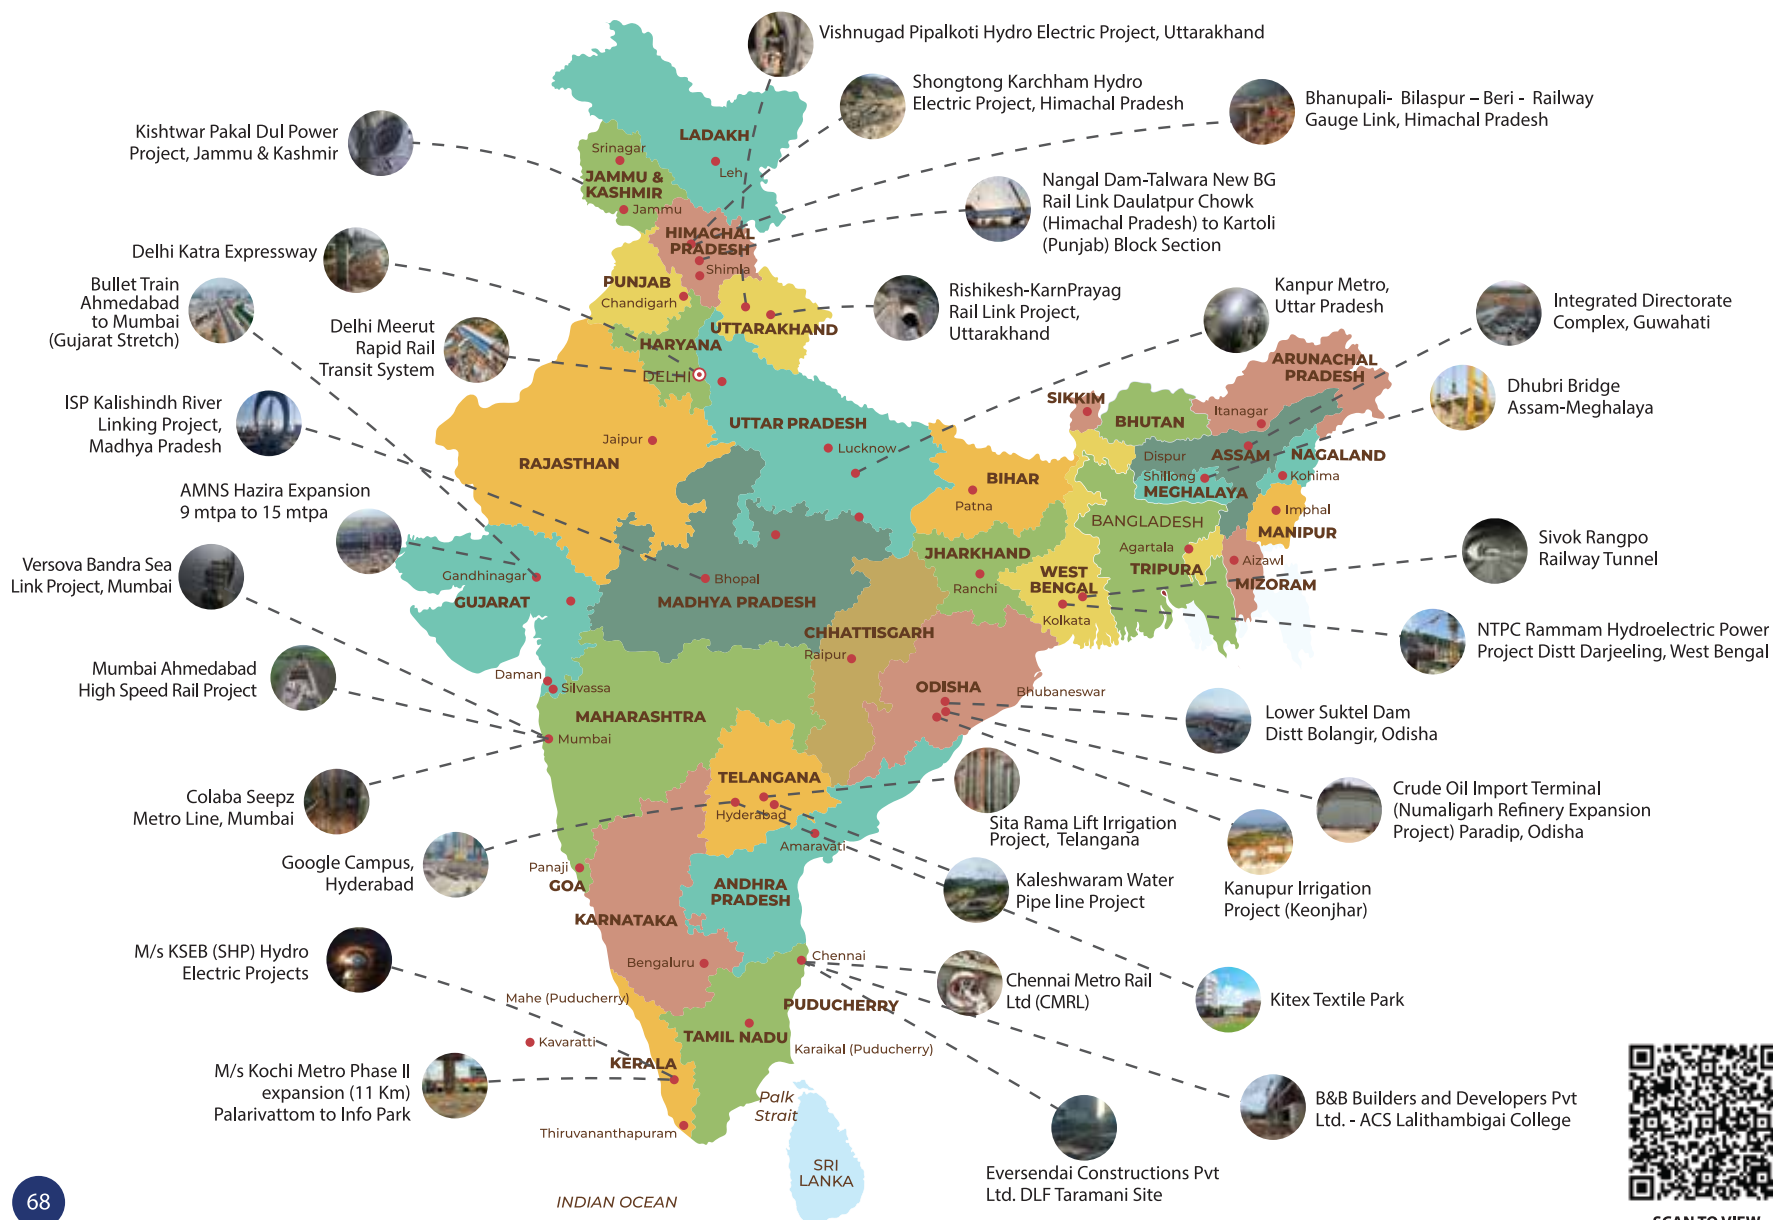 Vishnugad Pipalkoti Hydro Electric Project, Uttarakhand
Shongtong Karchham Hydro
Electric Project, Himachal Pradesh
Bhanupali- Bilaspur – Beri - Railway
Gauge Link, Himachal Pradesh
Kishtwar Pakal Dul Power
Project, Jammu & Kashmir
Nangal Dam-Talwara New BG
Rail Link Daulatpur Chowk
(Himachal Pradesh) to Kartoli
(Punjab) Block Section
Delhi Katra Expressway
Bullet Train
Ahmedabad
to Mumbai
(Gujarat Stretch)
Delhi Meerut
Rapid Rail
Transit System
Rishikesh-KarnPrayag
Rail Link Project,
Uttarakhand
Kanpur Metro,
Uttar Pradesh
Integrated Directorate
Complex, Guwahati
Dhubri Bridge
Assam-Meghalaya
ISP Kalishindh River
Linking Project,
Madhya Pradesh
AMNS Hazira Expansion
9 mtpa to 15 mtpa
Versova Bandra Sea
Link Project, Mumbai
Sivok Rangpo
Railway Tunnel
NTPC Rammam Hydroelectric Power
Project Distt Darjeeling, West Bengal
Mumbai Ahmedabad
High Speed Rail Project
Lower Suktel Dam
Distt Bolangir, Odisha
Colaba Seepz
Metro Line, Mumbai
Crude Oil Import Terminal
(Numaligarh Refinery Expansion
Project) Paradip, Odisha
Sita Rama Lift Irrigation
Project, Telangana
Google Campus,
Hyderabad
Kaleshwaram Water
Pipe line Project
Kanupur Irrigation
Project (Keonjhar)
M/s KSEB (SHP) Hydro
Electric Projects
Chennai Metro Rail
Ltd (CMRL)
Kitex Textile Park
M/s Kochi Metro Phase II
expansion (11 Km)
Palarivattom to Info Park
B&B Builders and Developers Pvt
Ltd. - ACS Lalithambigai College
Eversendai Constructions Pvt
Ltd. DLF Taramani Site
LADAKH
Srinagar
Leh
JAMMU &
KASHMIR
Jammu
HIMACHAL
PRADESH
Shimla
PUNJAB
Chandigarh
UTTARAKHAND
HARYANA
DELHI
UTTAR PRADESH
Lucknow
Jaipur
RAJASTHAN
SIKKIM
BHUTAN
ARUNACHAL
PRADESH
Itanagar
Dispur
ASSAM
NAGALAND
Shillong
Kohima
MEGHALAYA
BIHAR
Patna
BANGLADESH
Imphal
MANIPUR
Agartala
TRIPURA
Aizawl
MIZORAM
JHARKHAND
Ranchi
WEST
BENGAL
Kolkata
Gandhinagar
GUJARAT
Bhopal
MADHYA PRADESH
CHHATTISGARH
Raipur
ODISHA
Bhubaneswar
Daman
Silvassa
MAHARASHTRA
Mumbai
TELANGANA
Hyderabad
Amaravati
Panaji
GOA
ANDHRA
PRADESH
KARNATAKA
Bengaluru
Chennai
Mahe (Puducherry)
PUDUCHERRY
TAMIL NADU
Kavaratti
Karaikal (Puducherry)
KERALA
Palk
Strait
Thiruvananthapuram
SRI
LANKA
INDIAN OCEAN
68
SCAN TO VIEW